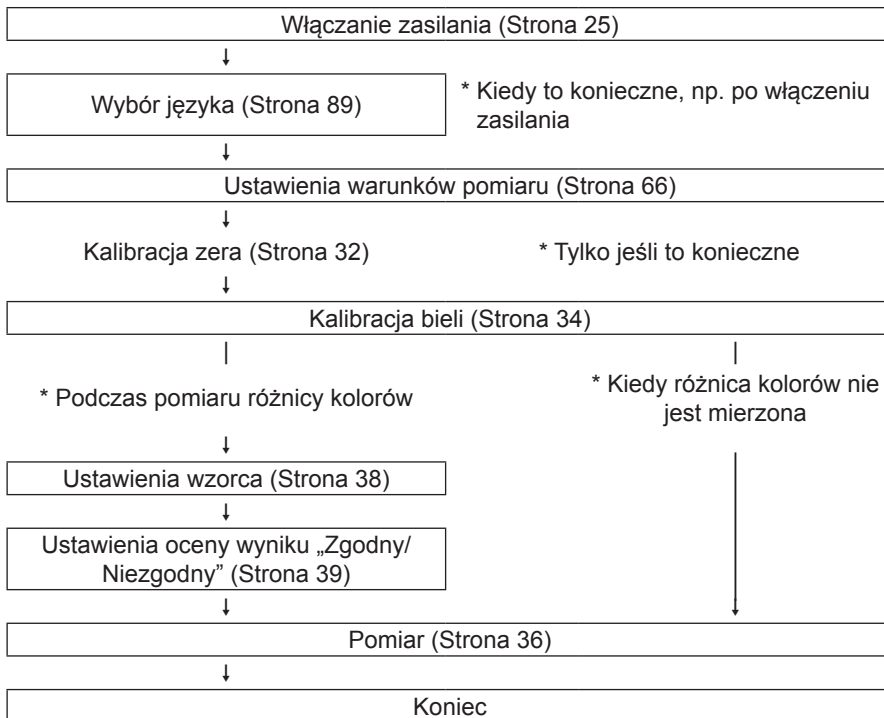 Włączanie zasilania (Strona 25)
↓
Wybór języka (Strona 89)
* Kiedy to konieczne, np. po włączeniu
zasilania
↓
Ustawienia warunków pomiaru (Strona 66)
↓
Kalibracja zera (Strona 32)
* Tylko jeśli to konieczne
↓
Kalibracja bieli (Strona 34)
* Podczas pomiaru różnicy kolorów
* Kiedy różnica kolorów nie
jest mierzona
↓
Ustawienia wzorca (Strona 38)
↓
Ustawienia oceny wyniku „Zgodny/
Niezgodny” (Strona 39)
↓
Pomiar (Strona 36)
↓
Koniec